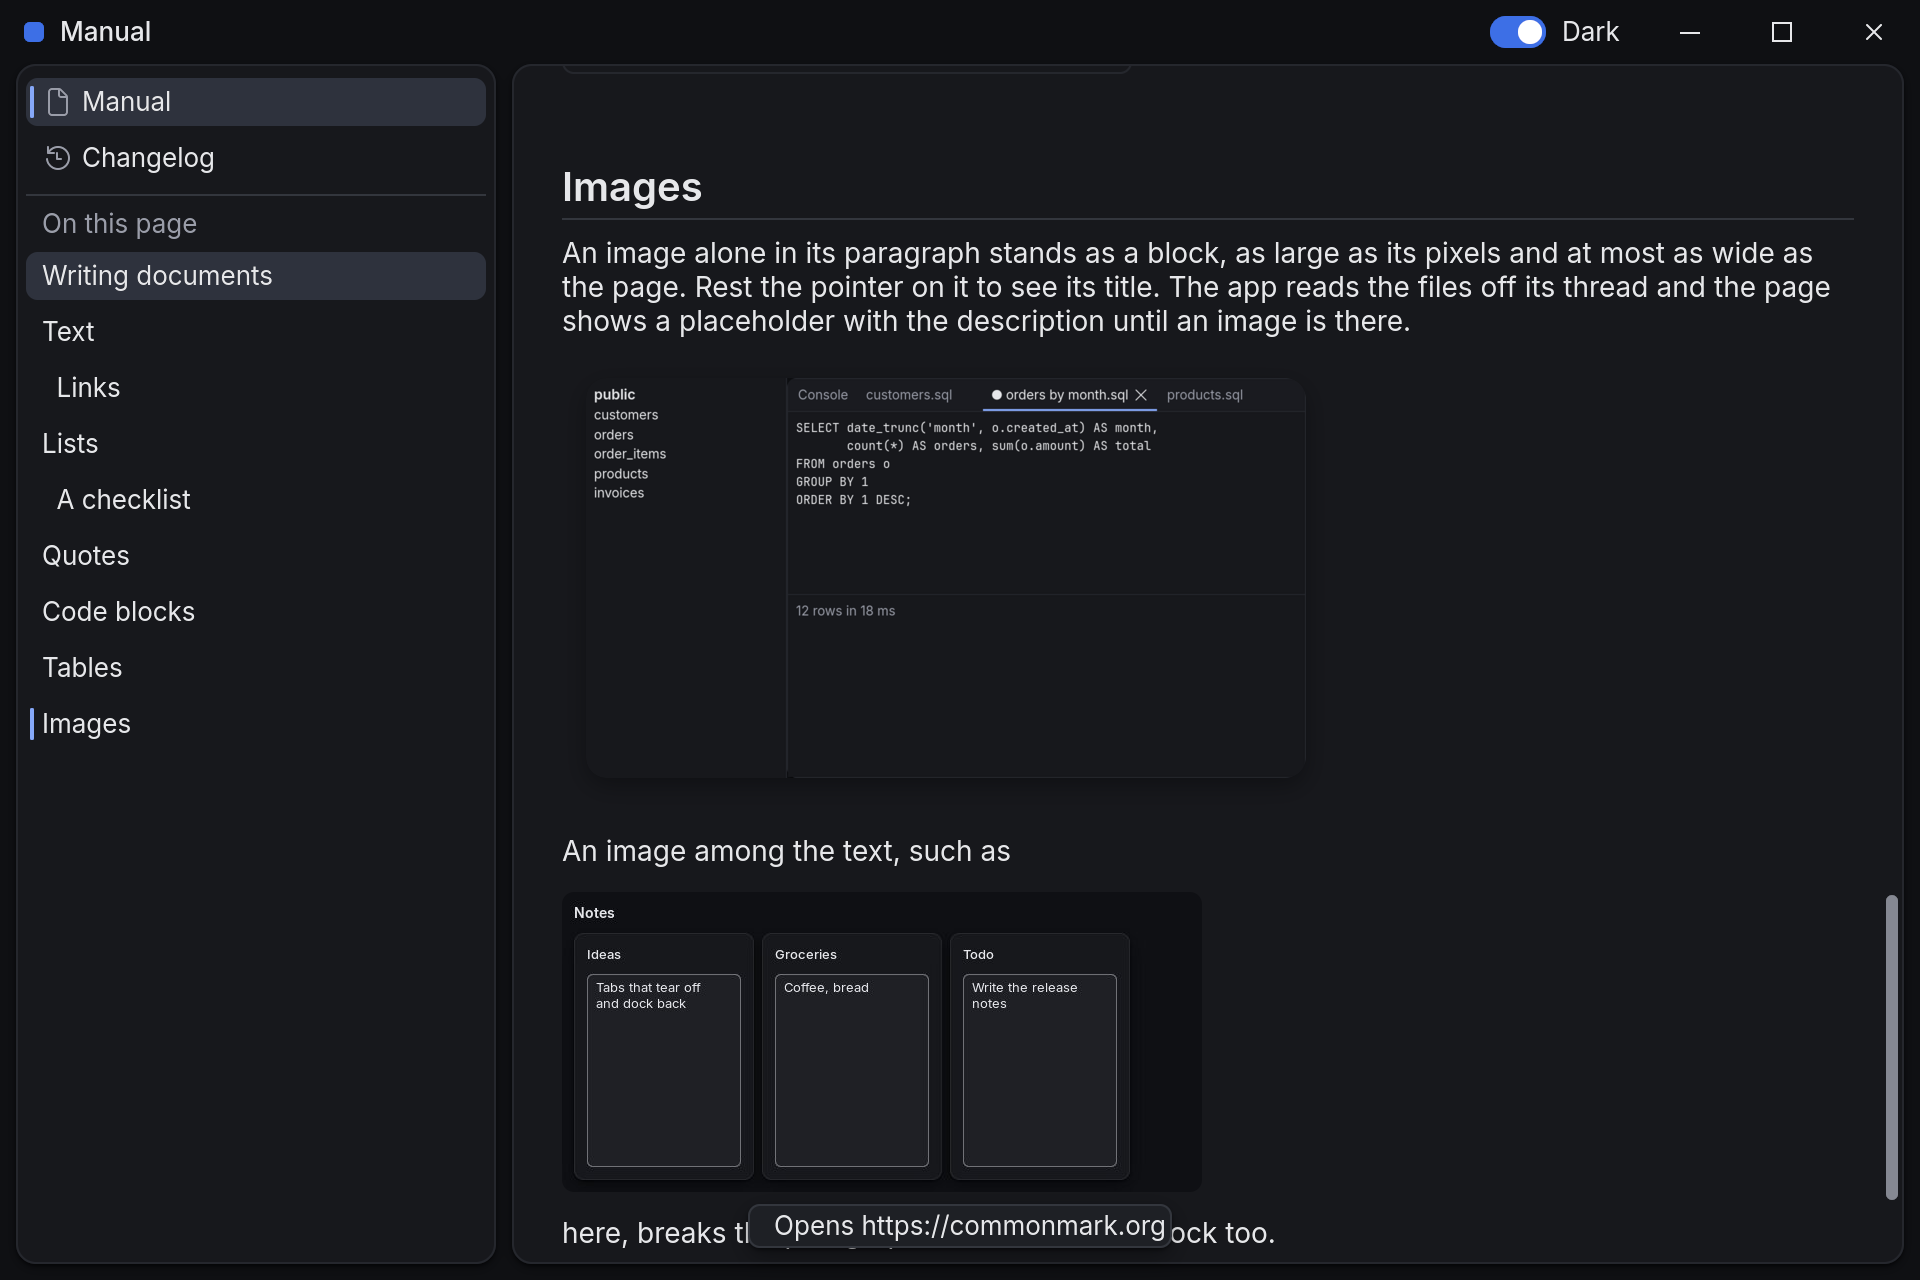 Manual
Dark
Manual
Changelog
On this page
Writing documents
Text
Links
Lists
A checklist
Quotes
Code blocks
Tables
Images
Images
An image alone in its paragraph stands as a block, as large as its pixels and at most as wide as
the page. Rest the pointer on it to see its title. The app reads the files off its thread and the page
shows a placeholder with the description until an image is there.
public
customers
orders
order_items
products
invoices
Console customers.sql orders by month.sql products.sql
SELECT date_trunc('month', o.created_at) AS month,
count(*) AS orders, sum(o.amount) AS total
FROM orders o
GROUP BY 1
ORDER BY 1 DESC;
12 rows in 18 ms
An image among the text, such as
Notes
Ideas
Tabs that tear off
and dock back
Groceries
Coffee, bread
Todo
Write the release
notes
here, breaks
too.
Opens https://commonmark.org